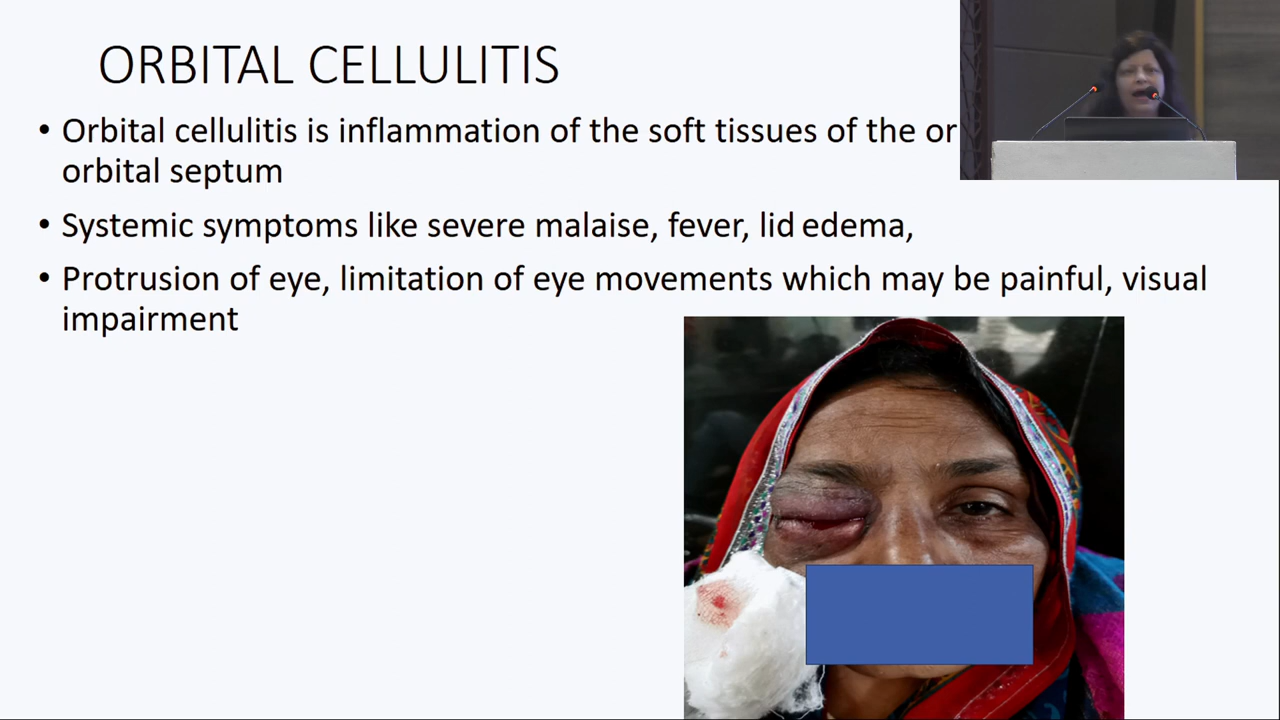 ORBITAL CELLULITIS
• Orbital cellulitis is inflammation of the soft tissues of the
orbital septum
• Systemic symptoms like severe malaise, fever, lid edema,
• Protrusion of eye, limitation of eye movements which may be painful, visual
impairment